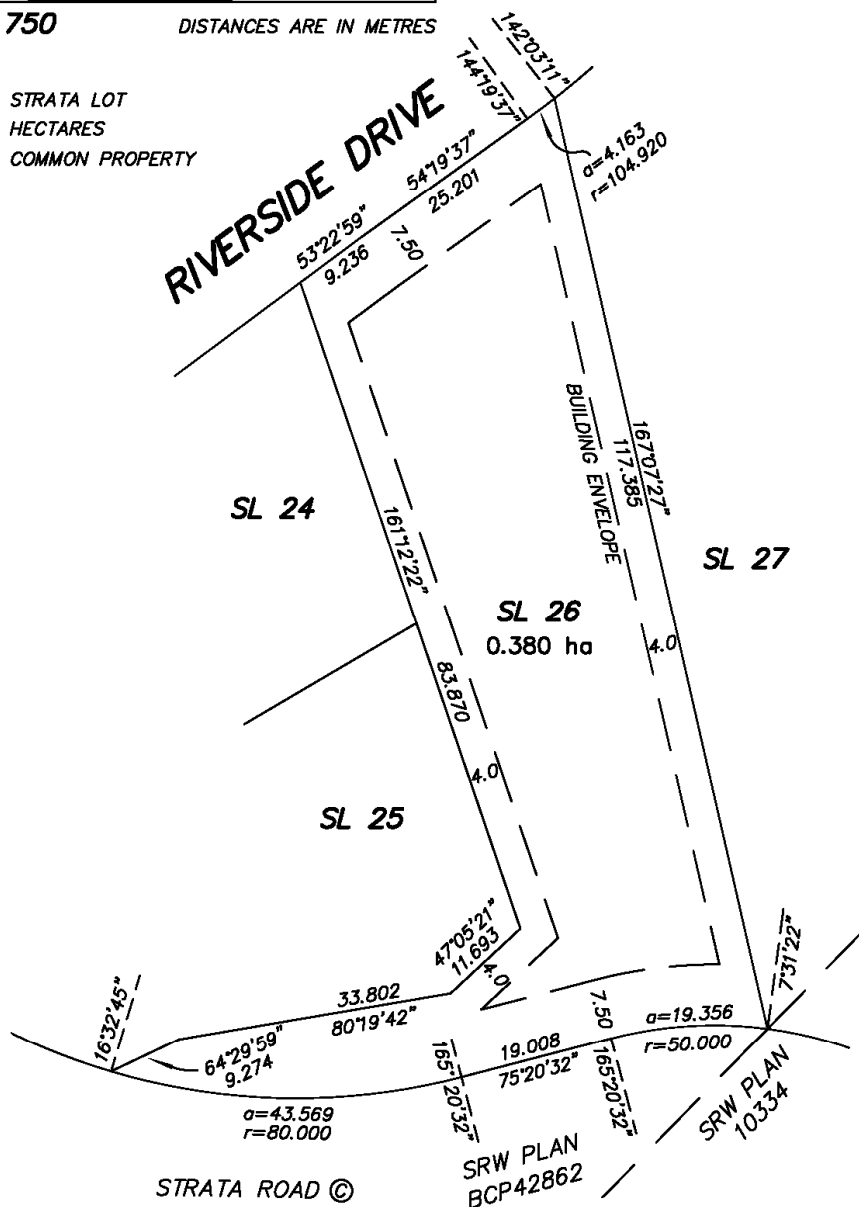 750
DISTANCES ARE IN METRES
STRATA LOT
HECTARES
COMMON PROPERTY
142°03'11"
144°19'37"
RIVERSIDE DRIVE
54°19'37"
25.201
a=4.163
r=104.920
53°22'59"
9.236
7.50
BUILDING ENVELOPE
167°07'27"
117.385
SL 24
161°12'22"
83.870
SL 27
SL 26
0.380 ha
4.0
4.0
SL 25
47°05'21"
11.693
4.0
7°31'22"
16°32'45"
33.802
80°19'42"
64°29'59"
9.274
7.50
a=19.356
r=50.000
19.008
75°20'32"
165°20'32"
165°20'32"
a=43.569
r=80.000
SRW PLAN
10334
SRW PLAN
BCP42862
STRATA ROAD Ⓒ